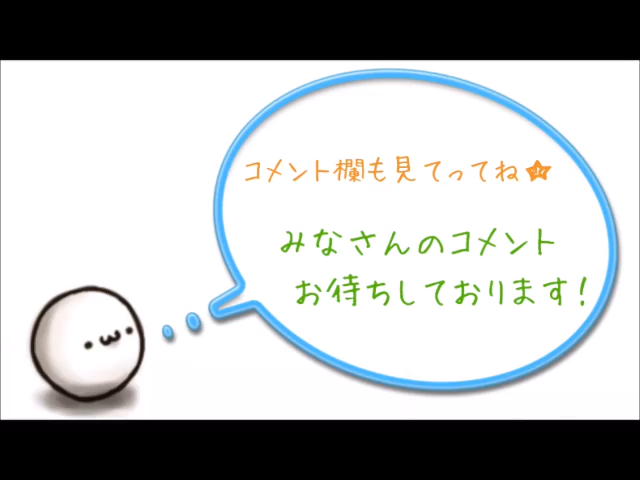 コメント欄も見てってね★
みなさんのコメント
お待ちしております！